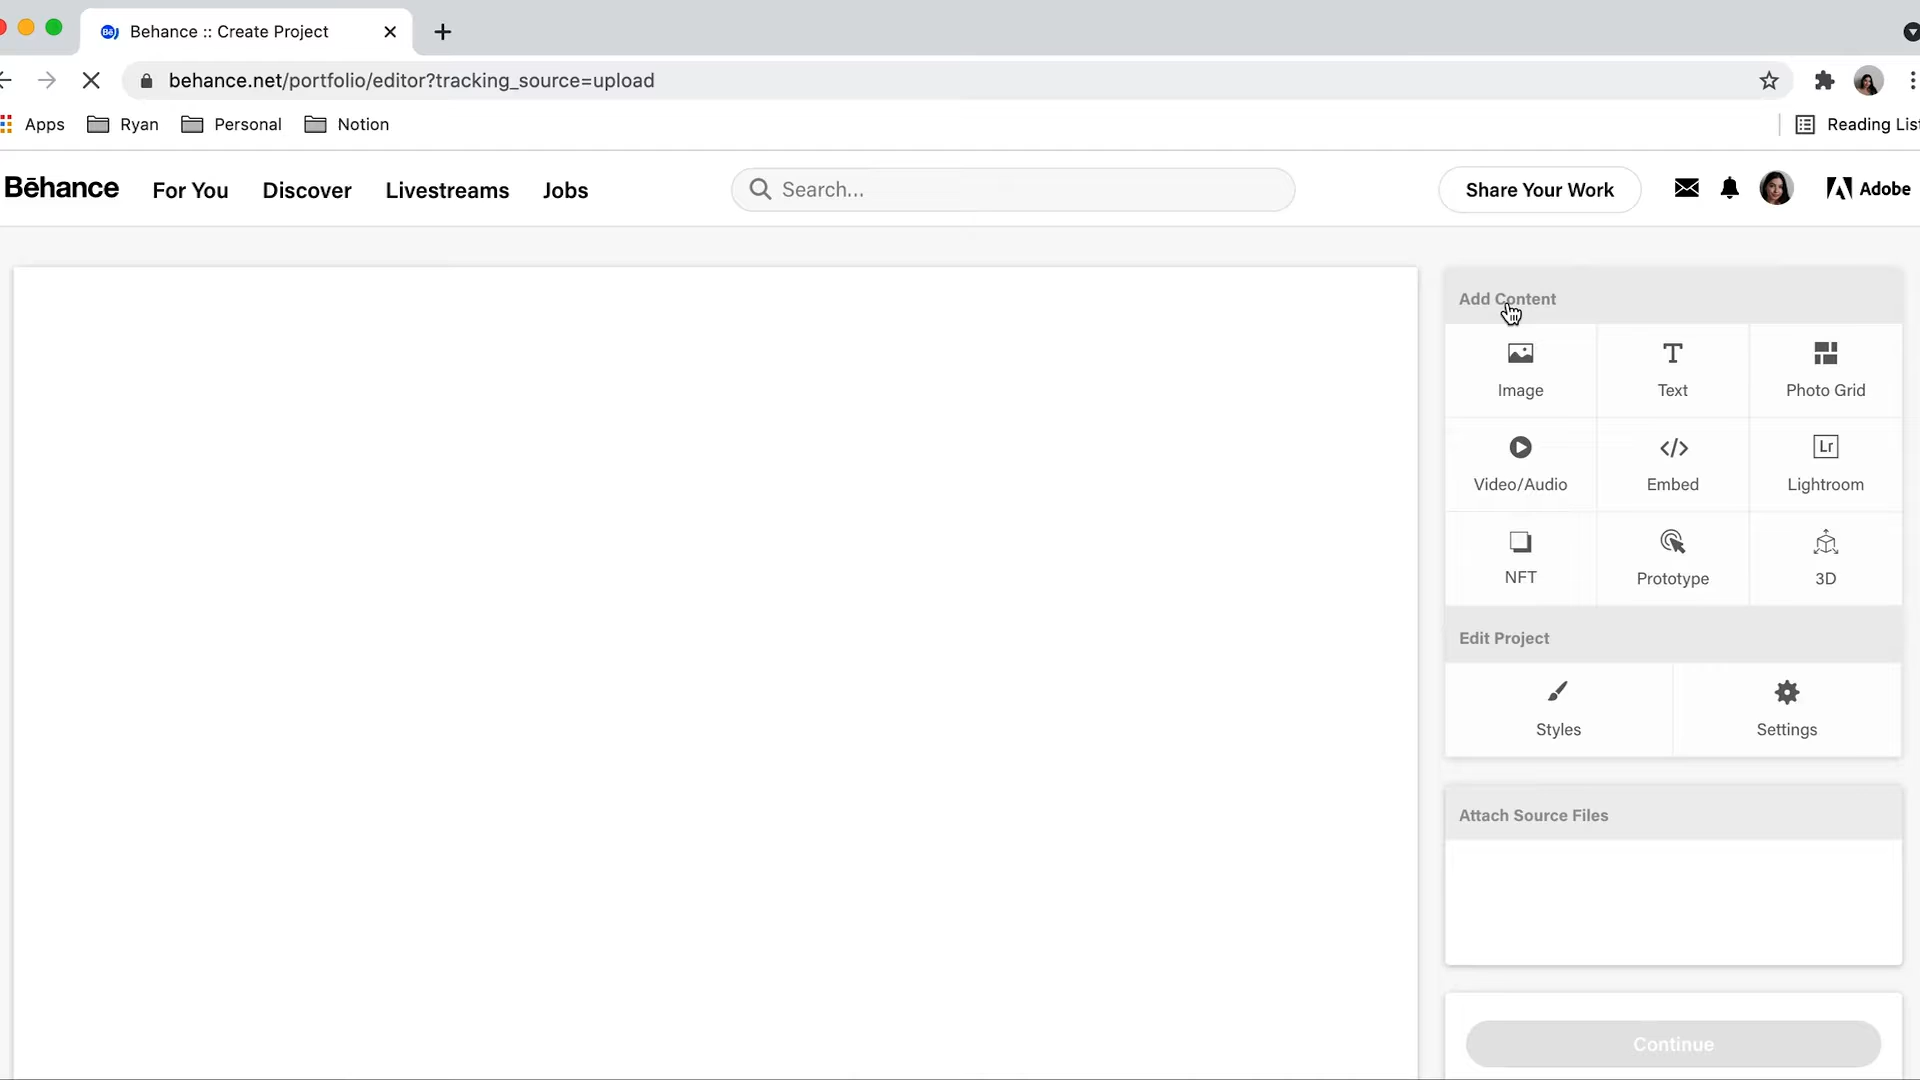 Bē
Behance :: Create Project
behance.net/portfolio/editor?tracking_source=upload
Apps
Ryan
Personal
Notion
Reading List
Bēhance
For You
Discover
Livestreams
Jobs
Search...
Share Your Work
Adobe
Add Content
Image
Text
Photo Grid
Video/Audio
Embed
Lr
Lightroom
NFT
Prototype
3D
Edit Project
Styles
Settings
Attach Source Files
Continue